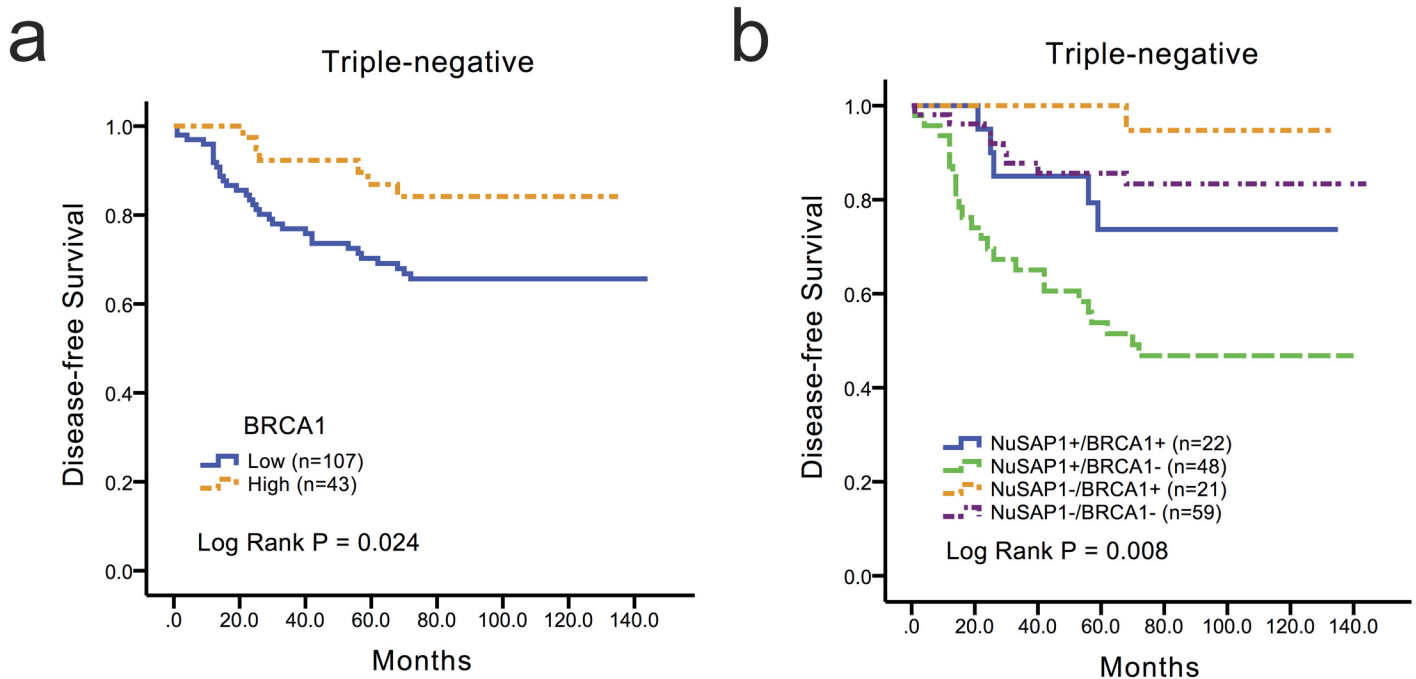 a
Triple-negative
1.0
0.8
0.6
0.4
0.2
0.0
Disease-free Survival
BRCA1
Low (n=107)
High (n=43)
Log Rank P = 0.024
.0 20.0 40.0 60.0 80.0 100.0 120.0 140.0
Months
b
Triple-negative
1.0
0.8
0.6
0.4
0.2
0.0
Disease-free Survival
NuSAP1+/BRCA1+ (n=22)
NuSAP1+/BRCA1- (n=48)
NuSAP1-/BRCA1+ (n=21)
NuSAP1-/BRCA1- (n=59)
Log Rank P = 0.008
.0 20.0 40.0 60.0 80.0 100.0 120.0 140.0
Months